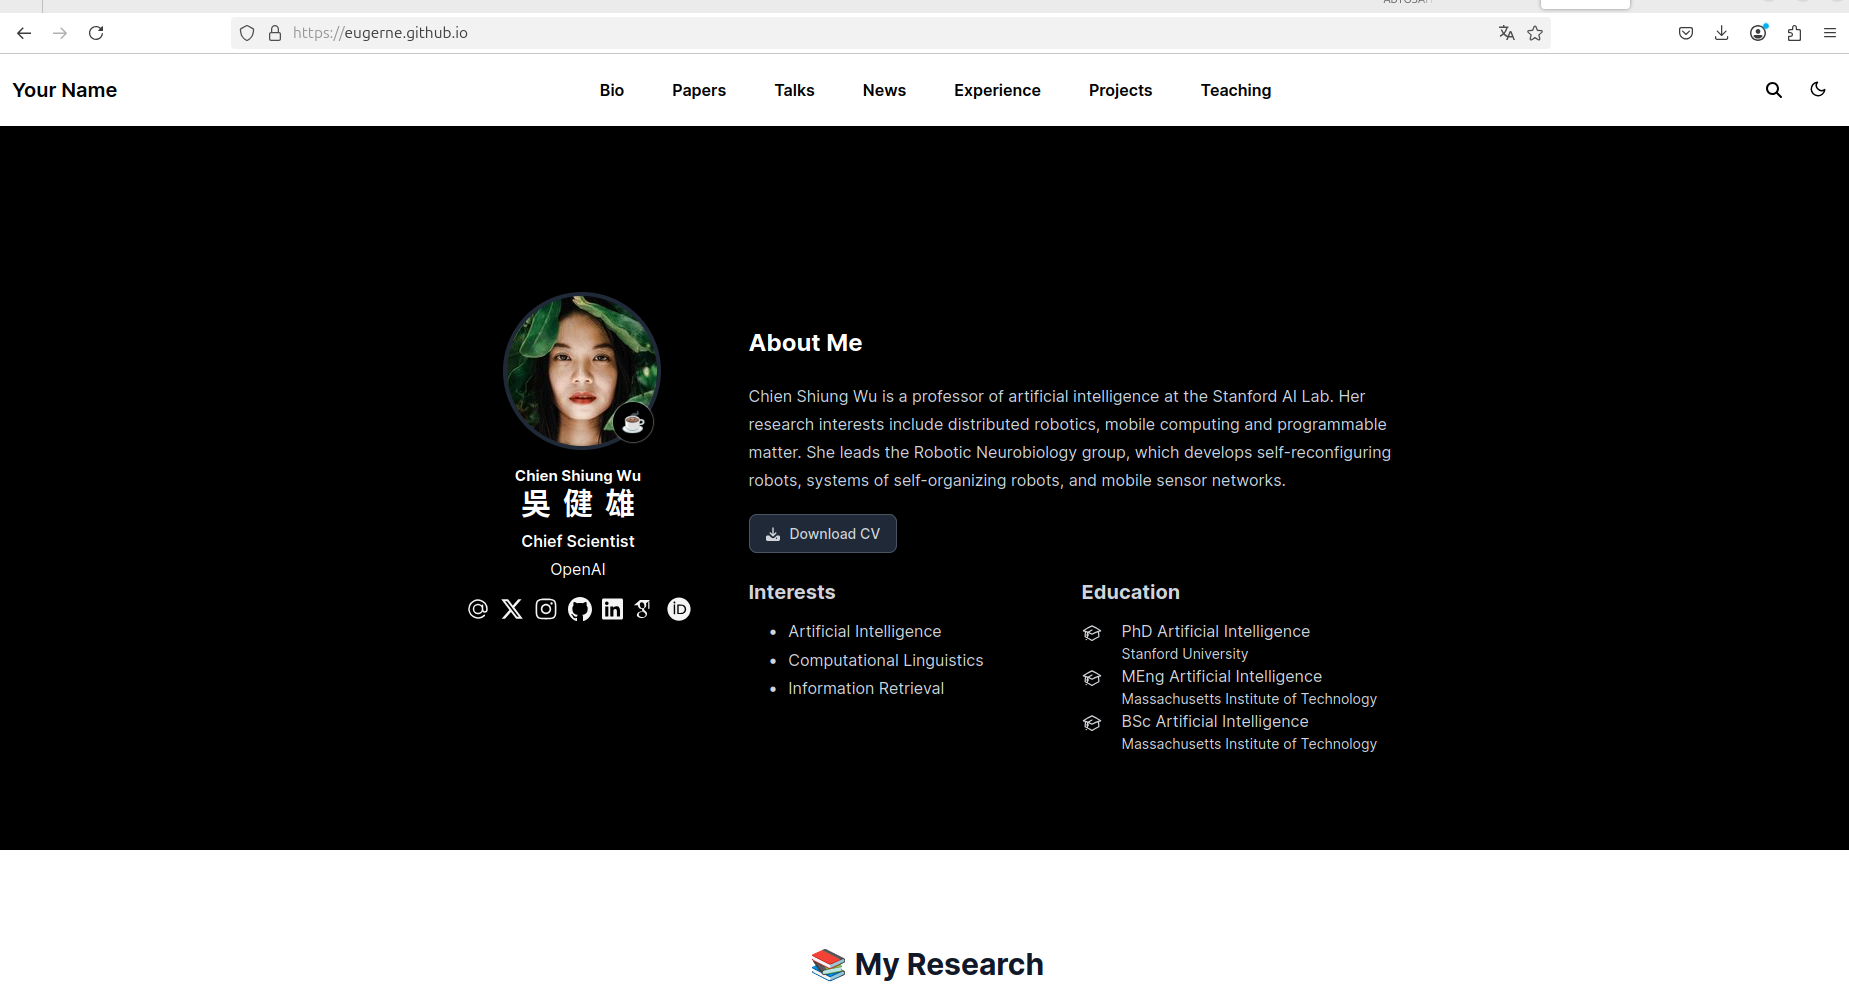 https://eugerne.github.io
Your Name
Bio
Papers
Talks
News
Experience
Projects
Teaching
Chien Shiung Wu
吳健雄
Chief Scientist
OpenAI
About Me
Chien Shiung Wu is a professor of artificial intelligence at the Stanford AI Lab. Her
research interests include distributed robotics, mobile computing and programmable
matter. She leads the Robotic Neurobiology group, which develops self-reconfiguring
robots, systems of self-organizing robots, and mobile sensor networks.
Download CV
Interests
Artificial Intelligence
Computational Linguistics
Information Retrieval
Education
PhD Artificial Intelligence
Stanford University
MEng Artificial Intelligence
Massachusetts Institute of Technology
BSc Artificial Intelligence
Massachusetts Institute of Technology
📚 My Research